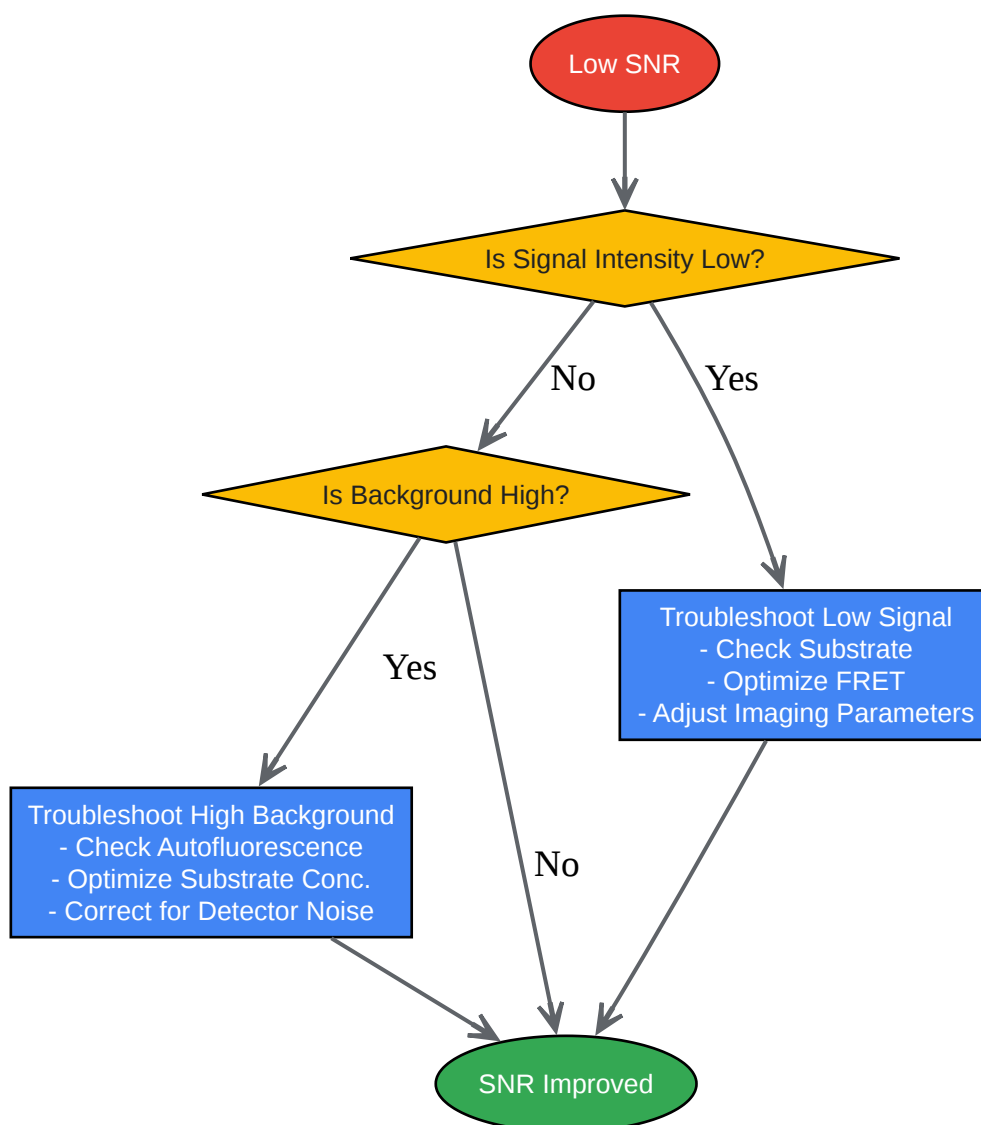 Low SNR
Is Signal Intensity Low?
No
Yes
Is Background High?
Troubleshoot Low Signal
- Check Substrate
- Optimize FRET
- Adjust Imaging Parameters
Yes
Troubleshoot High Background
- Check Autofluorescence
- Optimize Substrate Conc.
- Correct for Detector Noise
No
SNR Improved